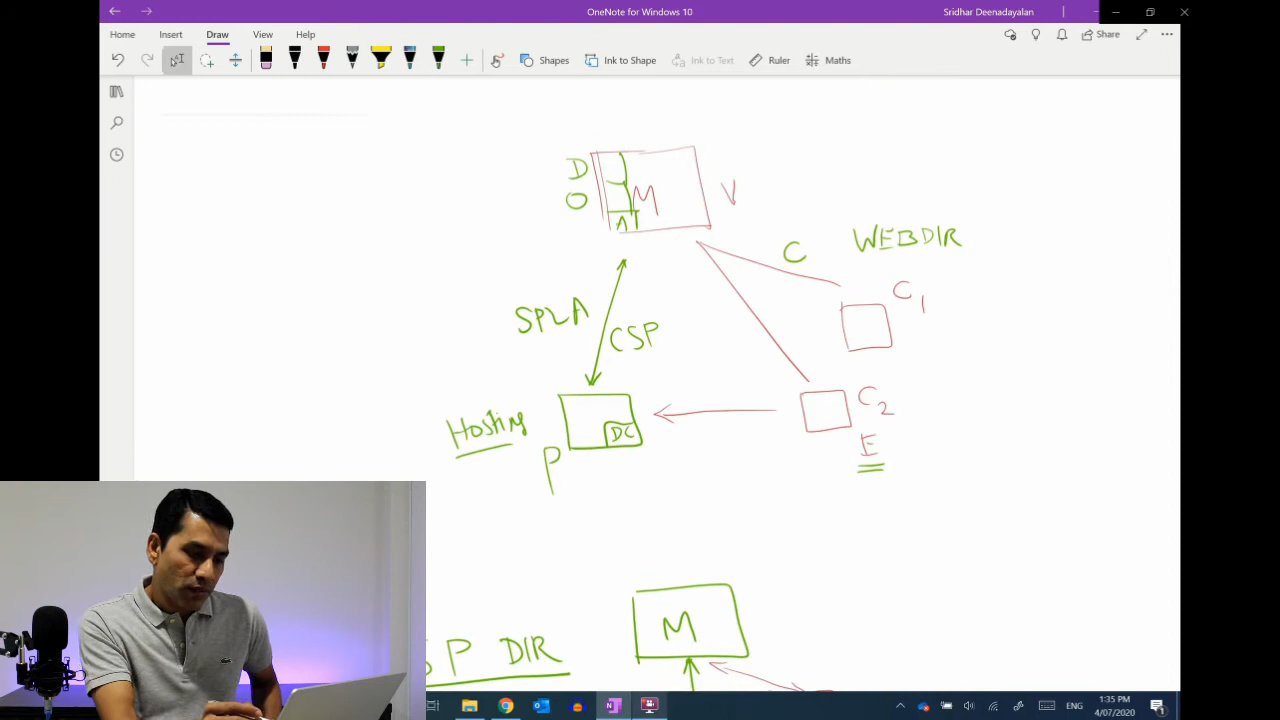 OneNote for Windows 10
Sridhar Deenadayalan
Home Insert Draw View Help
Share
Shapes Ink to Shape Ink to Text Ruler Maths
D
O
M
A T
V
C WEBDIR
C1
SPLA
CSP
C2
E
Hosting
DC
P
M
P DIR
ENG
1:35 PM
4/07/2020
1